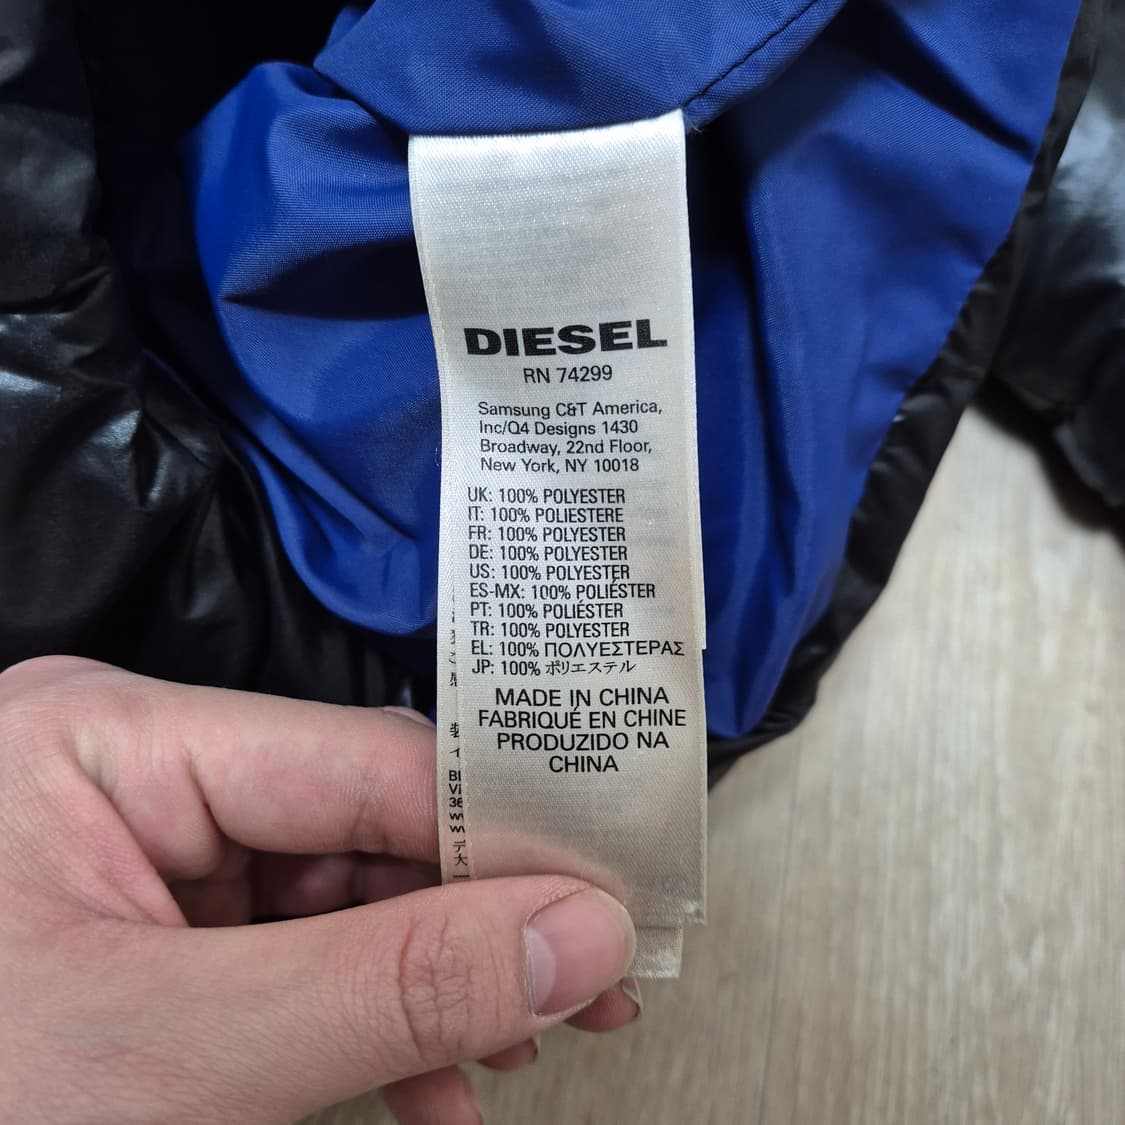 DIESEL
RN 74299
Samsung C&T America,
Inc/Q4 Designs 1430
Broadway, 22nd Floor,
New York, NY 10018
UK: 100% POLYESTER
IT: 100% POLIESTERE
FR: 100% POLYESTER
DE: 100% POLYESTER
US: 100% POLYESTER
ES-MX: 100% POLIÉSTER
PT: 100% POLIÉSTER
TR: 100% POLYESTER
EL: 100% ΠΟΛΥΕΣΤΕΡΑΣ
JP: 100% ポリエステル
MADE IN CHINA
FABRIQUÉ EN CHINE
PRODUZIDO NA
CHINA